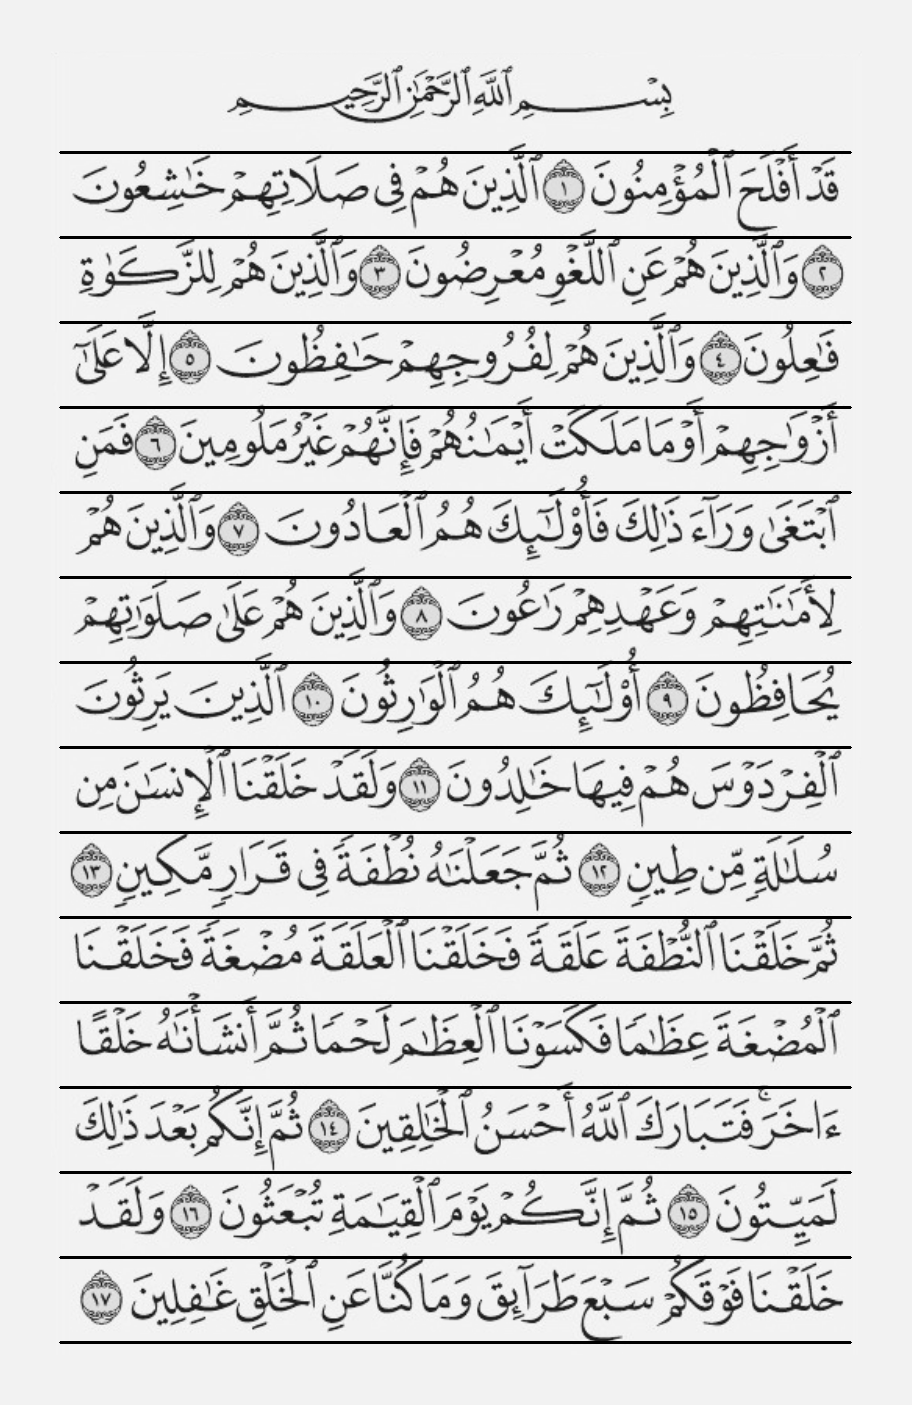 بِسْمِ ٱللَّهِ ٱلرَّحْمَٰنِ ٱلرَّحِيمِ
قَدْ أَفْلَحَ ٱلْمُؤْمِنُونَ ١ ٱلَّذِينَ هُمْ فِى صَلَاتِهِمْ خَٰشِعُونَ
٢ وَٱلَّذِينَ هُمْ عَنِ ٱللَّغْوِ مُعْرِضُونَ ٣ وَٱلَّذِينَ هُمْ لِلزَّكَوٰةِ
فَٰعِلُونَ ٤ وَٱلَّذِينَ هُمْ لِفُرُوجِهِمْ حَٰفِظُونَ ٥ إِلَّا عَلَىٰٓ
أَزْوَٰجِهِمْ أَوْ مَا مَلَكَتْ أَيْمَٰنُهُمْ فَإِنَّهُمْ غَيْرُ مَلُومِينَ ٦ فَمَنِ
ٱبْتَغَىٰ وَرَآءَ ذَٰلِكَ فَأُو۟لَٰٓئِكَ هُمُ ٱلْعَادُونَ ٧ وَٱلَّذِينَ هُمْ
لِأَمَٰنَٰتِهِمْ وَعَهْدِهِمْ رَٰعُونَ ٨ وَٱلَّذِينَ هُمْ عَلَىٰ صَلَوَٰتِهِمْ
يُحَافِظُونَ ٩ أُو۟لَٰٓئِكَ هُمُ ٱلْوَٰرِثُونَ ١٠ ٱلَّذِينَ يَرِثُونَ
ٱلْفِرْدَوْسَ هُمْ فِيهَا خَٰلِدُونَ ١١ وَلَقَدْ خَلَقْنَا ٱلْإِنسَٰنَ مِن
سُلَٰلَةٍ مِّن طِينٍ ١٢ ثُمَّ جَعَلْنَٰهُ نُطْفَةً فِى قَرَارٍ مَّكِينٍ ١٣
ثُمَّ خَلَقْنَا ٱلنُّطْفَةَ عَلَقَةً فَخَلَقْنَا ٱلْعَلَقَةَ مُضْغَةً فَخَلَقْنَا
ٱلْمُضْغَةَ عِظَٰمًا فَكَسَوْنَا ٱلْعِظَٰمَ لَحْمًا ثُمَّ أَنشَأْنَٰهُ خَلْقًا
ءَاخَرَ ۚ فَتَبَارَكَ ٱللَّهُ أَحْسَنُ ٱلْخَٰلِقِينَ ١٤ ثُمَّ إِنَّكُم بَعْدَ ذَٰلِكَ
لَمَيِّتُونَ ١٥ ثُمَّ إِنَّكُمْ يَوْمَ ٱلْقِيَٰمَةِ تُبْعَثُونَ ١٦ وَلَقَدْ
خَلَقْنَا فَوْقَكُمْ سَبْعَ طَرَآئِقَ وَمَا كُنَّا عَنِ ٱلْخَلْقِ غَٰفِلِينَ ١٧